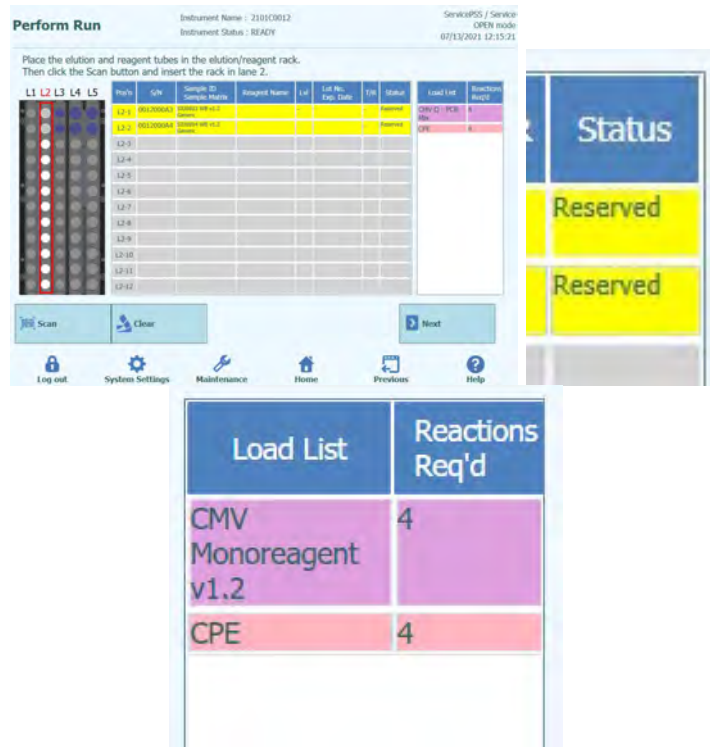 Perform Run
Instrument Name : 2101C0012
Instrument Status : READY
ServicePSS / Service
OPEN mode
07/13/2021 12:15:21
Place the elution and reagent tubes in the elution/reagent rack.
Then click the Scan button and insert the rack in lane 2.
L1 L2 L3 L4 L5
Pos'n S/N Sample ID Sample Matrix Reagent Name Lvl Lot No. Exp. Date T/R Status
Load List Reactions Req'd
L2-1 Reserved
L2-2 Reserved
L2-3
L2-4
L2-5
L2-6
L2-7
L2-8
L2-9
L2-10
L2-11
L2-12
CPE 4
Scan
Clear
Next
Log out
System Settings
Maintenance
Home
Previous
Help
Status
Reserved
Reserved
Load List
Reactions
Req'd
CMV
Monoreagent
v1.2
4
CPE
4